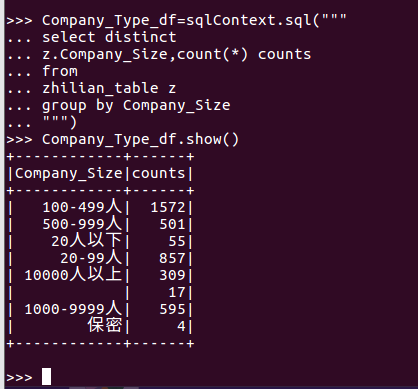 >>> Company_Type_df=sqlContext.sql("""
... select distinct
... z.Company_Size,count(*) counts
... from
... zhilian_table z
... group by Company_Size
... """)
>>> Company_Type_df.show()
+------------+------+
|Company_Size|counts|
+------------+------+
|    100-499人|  1572|
|    500-999人|   501|
|      20人以下|    55|
|      20-99人|   857|
|   10000人以上|   309|
|            |    17|
|  1000-9999人|   595|
|          保密|     4|
+------------+------+
>>>